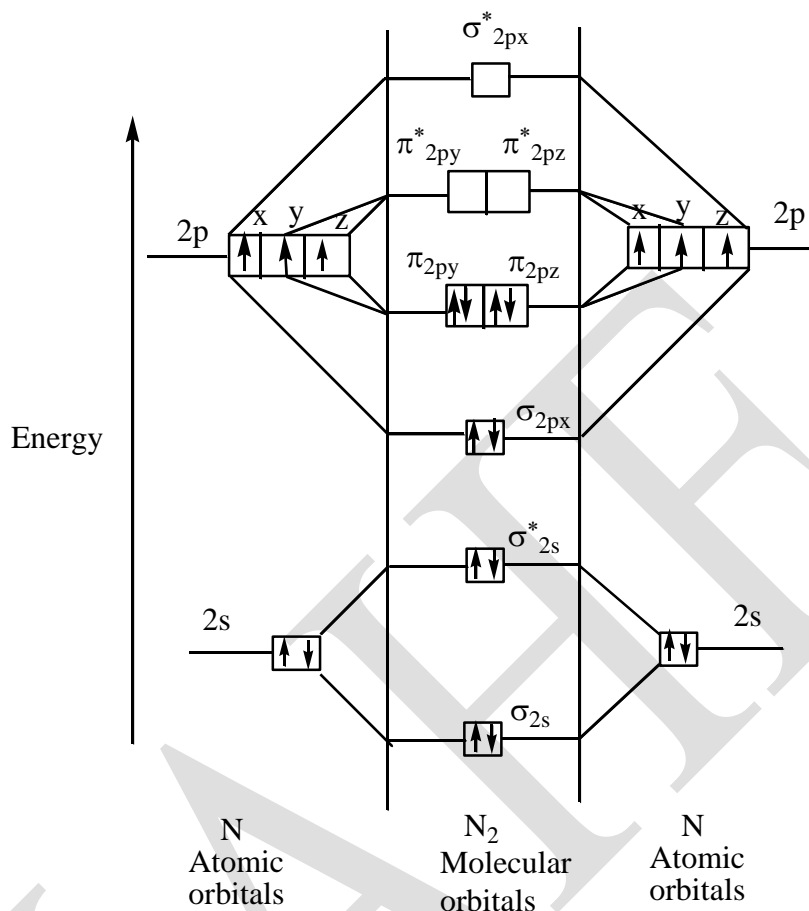 σ*2px
π*2py π*2pz
x y z
x y z
2p
2p
π2py π2pz
σ2px
Energy
σ*2s
2s
2s
σ2s
N
Atomic
orbitals
N2
Molecular
orbitals
N
Atomic
orbitals